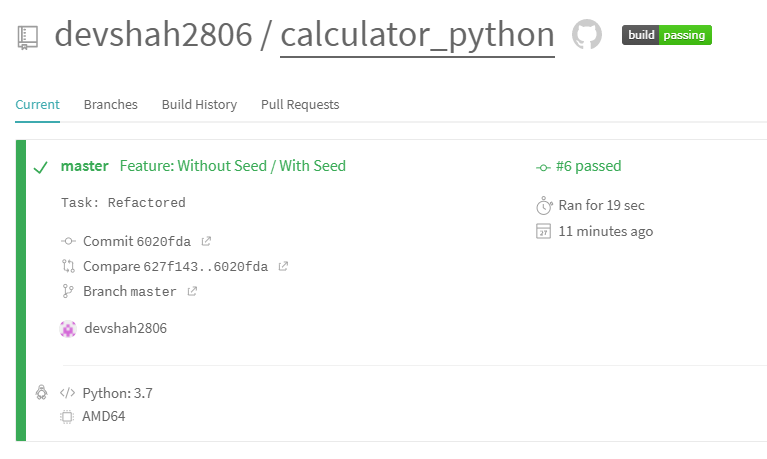 devshah2806 / calculator_python build passing
Current Branches Build History Pull Requests
master Feature: Without Seed / With Seed
#6 passed
Task: Refactored
Ran for 19 sec
27
11 minutes ago
Commit 6020fda
Compare 627f143..6020fda
Branch master
devshah2806
</> Python: 3.7
AMD64